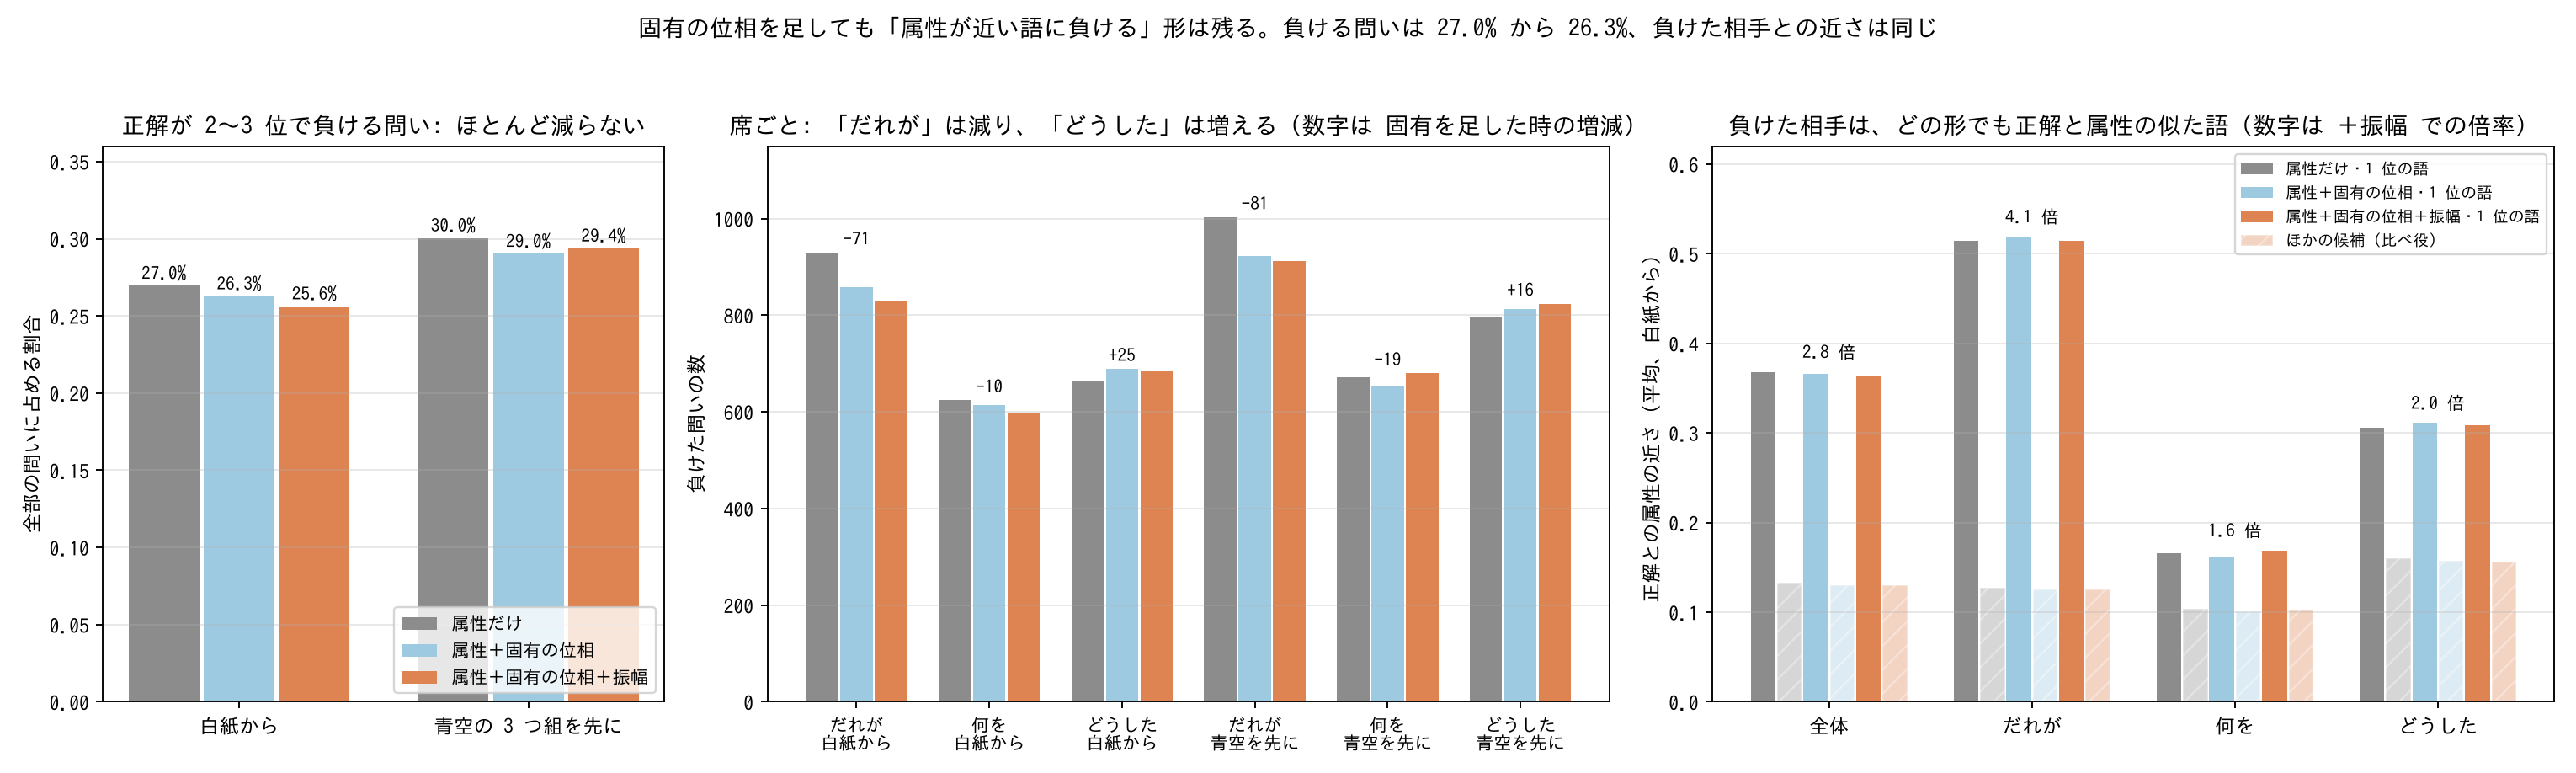 固有の位相を足しても「属性が近い語に負ける」形は残る。負ける問いは 27.0% から 26.3%、負けた相手との近さは同じ
正解が 2〜3 位で負ける問い: ほとんど減らない
全部の問いに占める割合
0.35
0.30
0.25
0.20
0.15
0.10
0.05
0.00
27.0%
26.3%
25.6%
30.0%
29.0%
29.4%
属性だけ
属性＋固有の位相
属性＋固有の位相＋振幅
白紙から
青空の 3 つ組を先に
席ごと: 「だれが」は減り、「どうした」は増える（数字は 固有を足した時の増減）
負けた問いの数
1000
800
600
400
200
0
-71
-10
+25
-81
-19
+16
だれが
白紙から
何を
白紙から
どうした
白紙から
だれが
青空を先に
何を
青空を先に
どうした
青空を先に
負けた相手は、どの形でも正解と属性の似た語（数字は ＋振幅 での倍率）
正解との属性の近さ（平均、白紙から）
0.6
0.5
0.4
0.3
0.2
0.1
0.0
属性だけ・1 位の語
属性＋固有の位相・1 位の語
属性＋固有の位相＋振幅・1 位の語
ほかの候補（比べ役）
2.8 倍
4.1 倍
1.6 倍
2.0 倍
全体
だれが
何を
どうした